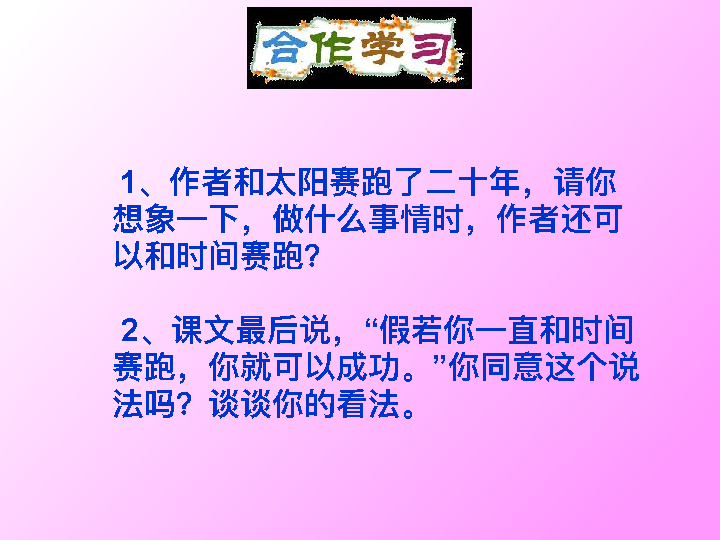 合作学习
1、作者和太阳赛跑了二十年，请你
想象一下，做什么事情时，作者还可
以和时间赛跑？
2、课文最后说，“假若你一直和时间
赛跑，你就可以成功。”你同意这个说
法吗？谈谈你的看法。